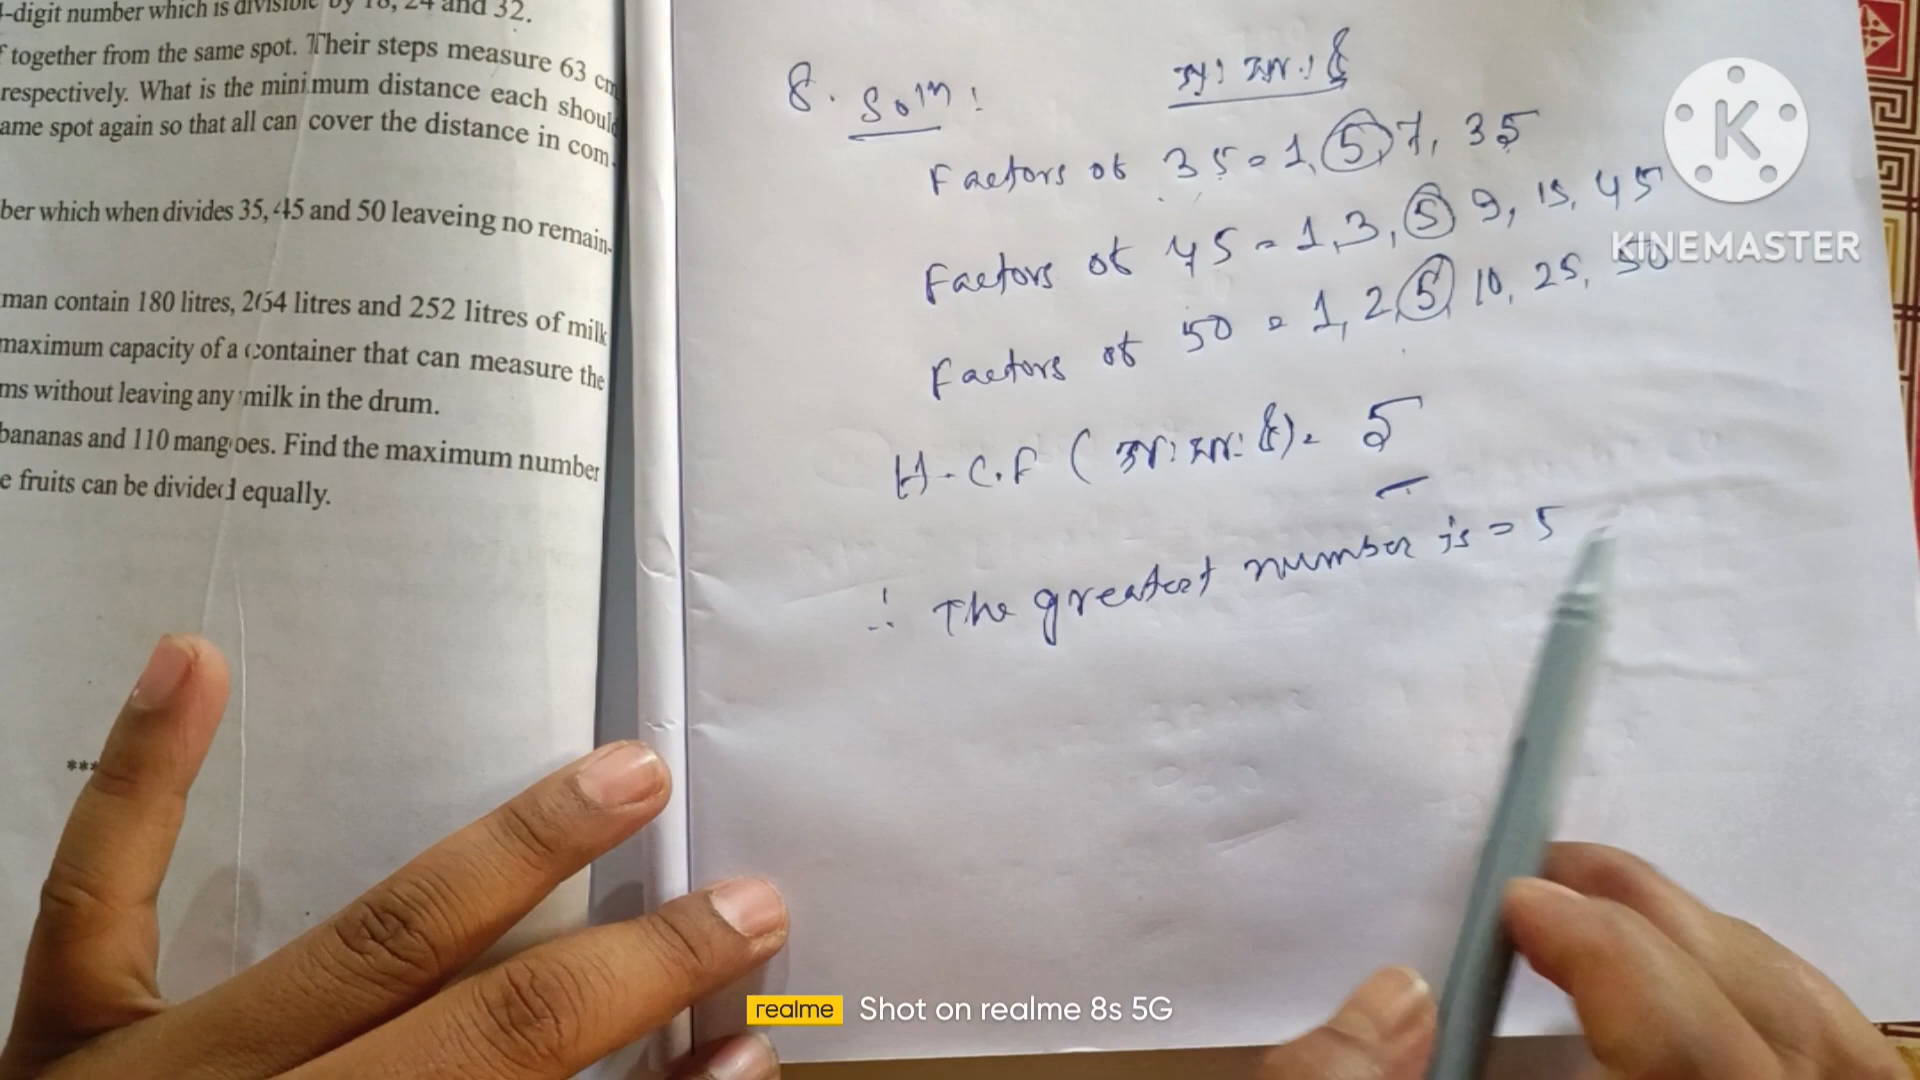 -digit number which is divisible by 18, 24 and 32.
together from the same spot. Their steps measure 63 cm
respectively. What is the minimum distance each should
ame spot again so that all can cover the distance in com.
ber which when divides 35, 45 and 50 leaveing no remain-
man contain 180 litres, 264 litres and 252 litres of milk
maximum capacity of a container that can measure the
ms without leaving any milk in the drum.
bananas and 110 mangoes. Find the maximum number
e fruits can be divided equally.
***
8. Soln:
Factors of 35 = 1, 5, 7, 35
Factors of 45 = 1, 3, 5, 9, 15, 45
Factors of 50 = 1, 2, 5, 10, 25, 50
H.C.F ( ) = 5
∴ The greatest number is = 5
K
KINEMASTER
realme Shot on realme 8s 5G